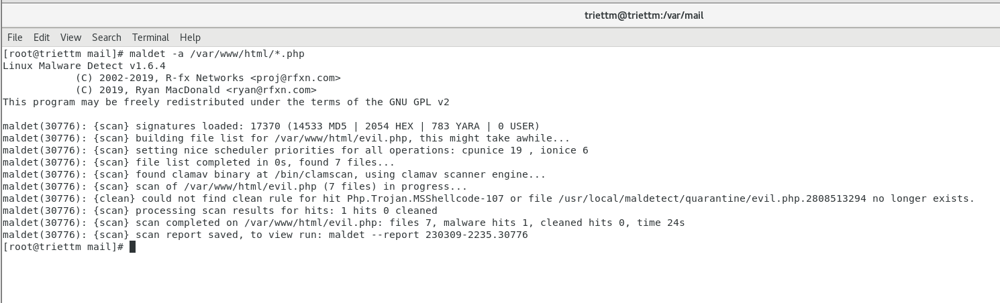 triettm@triettm:/var/mail
File Edit View Search Terminal Help
[root@triettm mail]# maldet -a /var/www/html/*.php
Linux Malware Detect v1.6.4
            (C) 2002-2019, R-fx Networks <proj@rfxn.com>
            (C) 2019, Ryan MacDonald <ryan@rfxn.com>
This program may be freely redistributed under the terms of the GNU GPL v2

maldet(30776): {scan} signatures loaded: 17370 (14533 MD5 | 2054 HEX | 783 YARA | 0 USER)
maldet(30776): {scan} building file list for /var/www/html/evil.php, this might take awhile...
maldet(30776): {scan} setting nice scheduler priorities for all operations: cpunice 19 , ionice 6
maldet(30776): {scan} file list completed in 0s, found 7 files...
maldet(30776): {scan} found clamav binary at /bin/clamscan, using clamav scanner engine...
maldet(30776): {scan} scan of /var/www/html/evil.php (7 files) in progress...
maldet(30776): {clean} could not find clean rule for hit Php.Trojan.MSShellcode-107 or file /usr/local/maldetect/quarantine/evil.php.2808513294 no longer exists.
maldet(30776): {scan} processing scan results for hits: 1 hits 0 cleaned
maldet(30776): {scan} scan completed on /var/www/html/evil.php: files 7, malware hits 1, cleaned hits 0, time 24s
maldet(30776): {scan} scan report saved, to view run: maldet --report 230309-2235.30776
[root@triettm mail]#